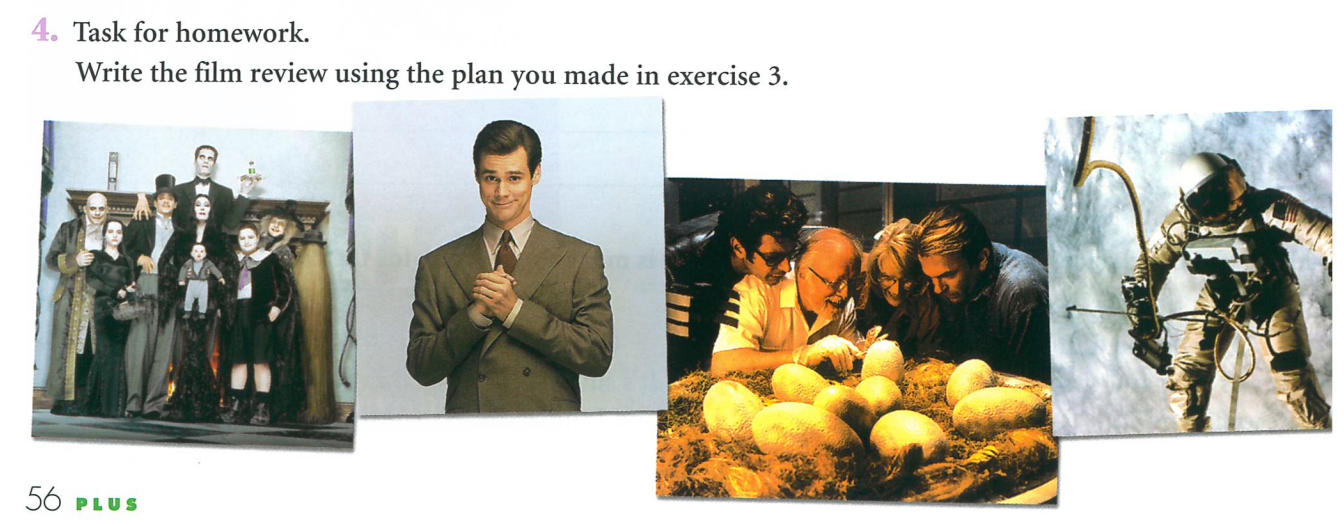 4. Task for homework.
Write the film review using the plan you made in exercise 3.
56 PLUS